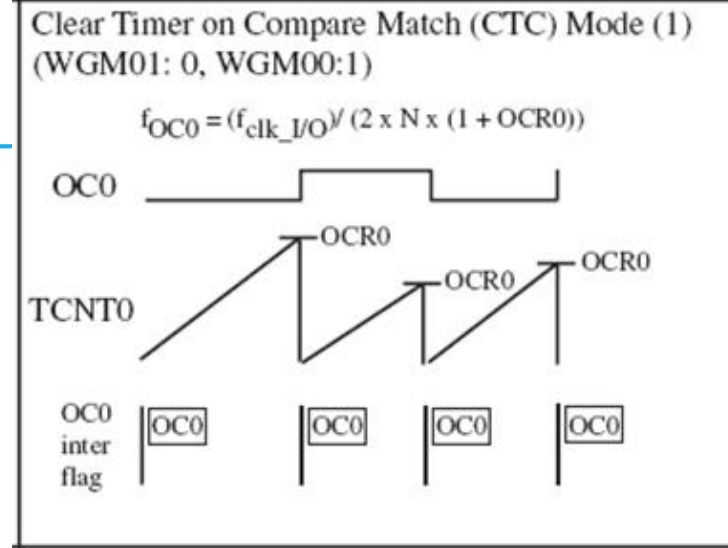 Clear Timer on Compare Match (CTC) Mode (1)
(WGM01: 0, WGM00:1)
fOC0 = (fclk_I/O)/ (2 x N x (1 + OCR0))
OC0
OCR0
OCR0
OCR0
TCNT0
OC0
inter
flag
OC0
OC0
OC0
OC0